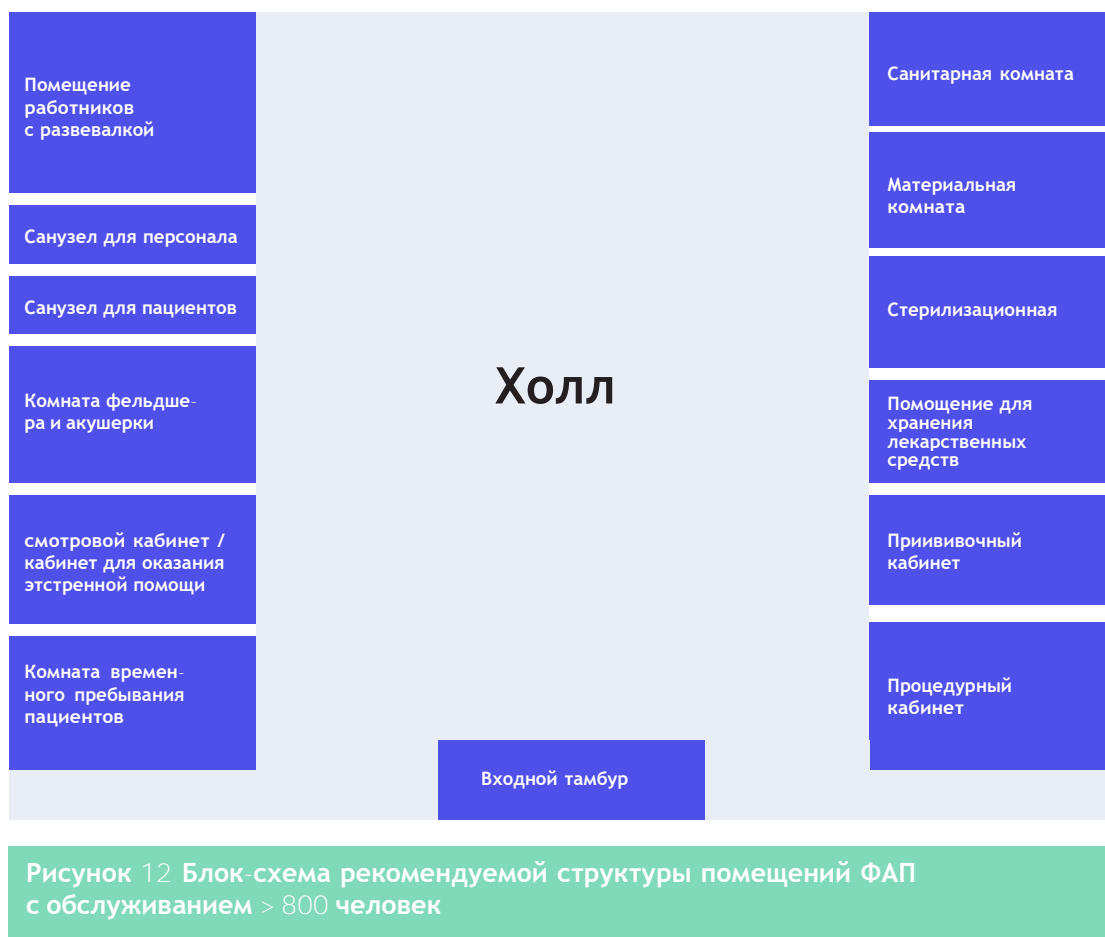 Помещение
работников
с развевалкой
Санузел для персонала
Санузел для пациентов
Комната фельдше-
ра и акушерки
смотровой кабинет /
кабинет для оказания
этстренной помощи
Комната времен-
ного пребывания
пациентов
Холл
Входной тамбур
Санитарная комната
Материальная
комната
Стерилизационная
Помощение для
хранения
лекарственных
средств
Приививочный
кабинет
Процедурный
кабинет
Рисунок 12 Блок-схема рекомендуемой структуры помещений ФАП
с обслуживанием > 800 человек